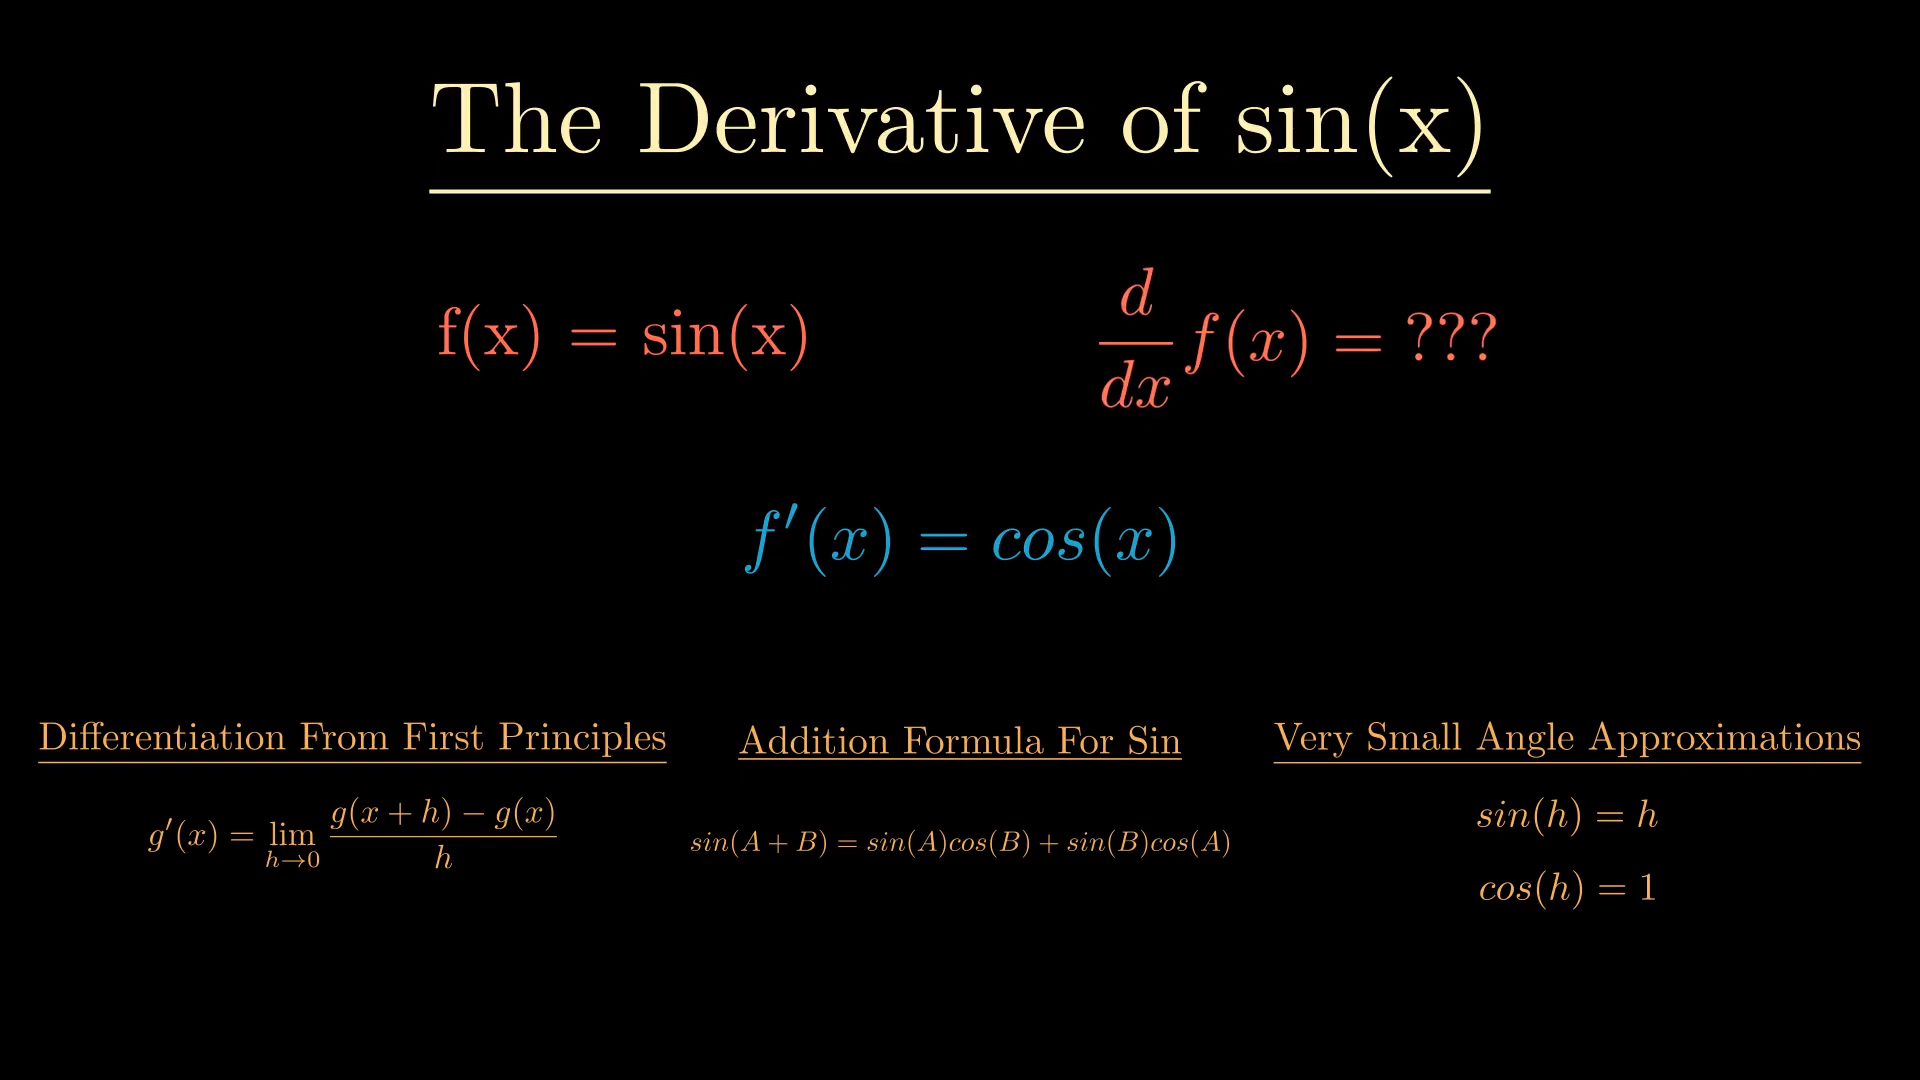 The Derivative of sin(x)
f(x) = sin(x)
d/dx f(x) = ???
f′(x) = cos(x)
Differentiation From First Principles
g′(x) = lim h→0 g(x + h) − g(x) / h
Addition Formula For Sin
sin(A + B) = sin(A)cos(B) + sin(B)cos(A)
Very Small Angle Approximations
sin(h) = h
cos(h) = 1